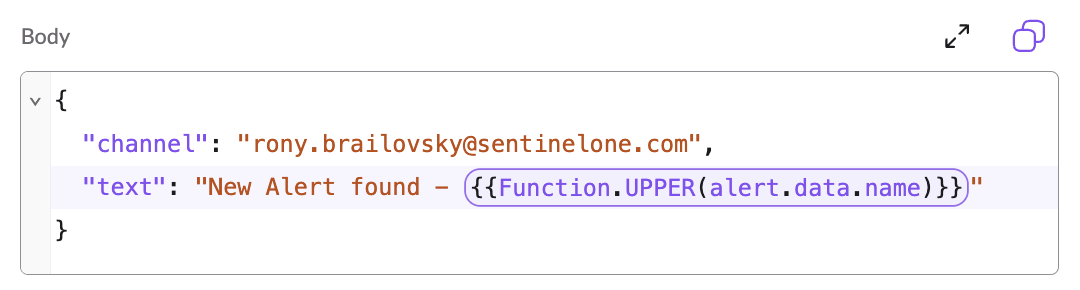 Body
{
"channel": "rony.brailovsky@sentinelone.com",
"text": "New Alert found – {{Function.UPPER(alert.data.name)}}"
}